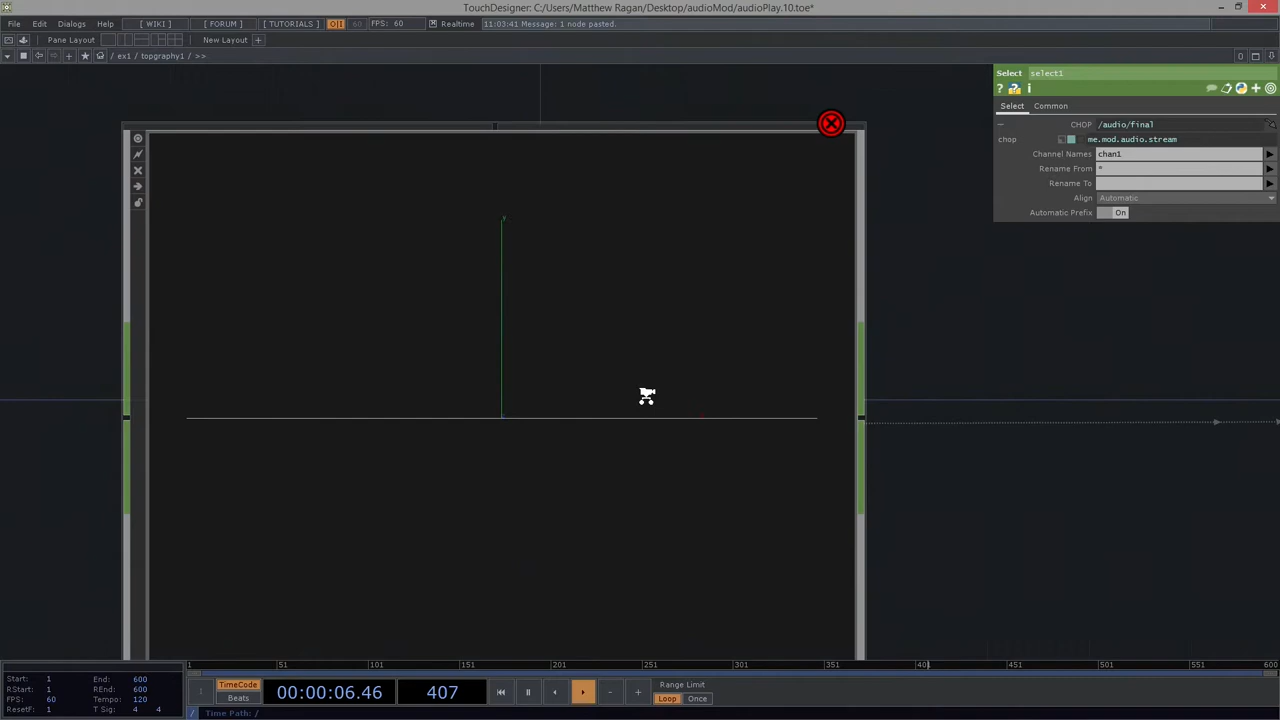 TouchDesigner: C:/Users/Matthew Ragan/Desktop/audioMod/audioPlay.10.toe*
File Edit Dialogs Help [ WIKI ] [ FORUM ] [ TUTORIALS ] O|I 60 FPS: 60 Realtime 11:03:41 Message: 1 node pasted.
Pane Layout New Layout +
/ ex1 / topgraphy1 / >>
Select select1
? i
Select Common
CHOP /audio/final
chop me.mod.audio.stream
Channel Names chan1
Rename From *
Rename To
Align Automatic
Automatic Prefix On
y
1 51 101 151 201 251 301 351 401 451 501 551 600
Start: 1 End: 600
RStart: 1 REnd: 600
FPS: 60 Tempo: 120
ResetF: 1 T Sig: 4 4
TimeCode
Beats
00:00:06.46 407
Range Limit
Loop Once
/ Time Path: /